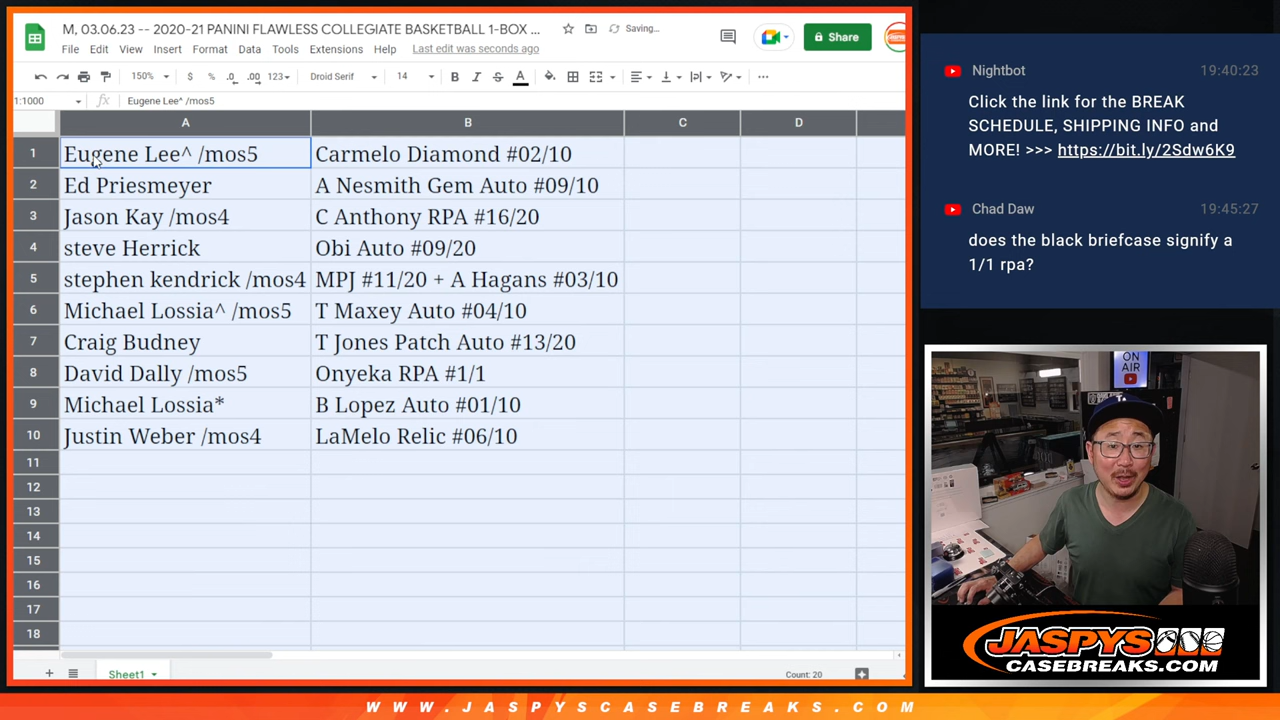 M, 03.06.23 -- 2020-21 PANINI FLAWLESS COLLEGIATE BASKETBALL 1-BOX ...
Saving...
Share
File Edit View Insert Format Data Tools Extensions Help Last edit was seconds ago
150% $ % .0 .00 123 Droid Serif 14 B I S A
1:1000 fx Eugene Lee^ /mos5
A B C D
1 Eugene Lee^ /mos5 Carmelo Diamond #02/10
2 Ed Priesmeyer A Nesmith Gem Auto #09/10
3 Jason Kay /mos4 C Anthony RPA #16/20
4 steve Herrick Obi Auto #09/20
5 stephen kendrick /mos4 MPJ #11/20 + A Hagans #03/10
6 Michael Lossia^ /mos5 T Maxey Auto #04/10
7 Craig Budney T Jones Patch Auto #13/20
8 David Dally /mos5 Onyeka RPA #1/1
9 Michael Lossia* B Lopez Auto #01/10
10 Justin Weber /mos4 LaMelo Relic #06/10
11
12
13
14
15
16
17
18
Sheet1
Count: 20
Nightbot 19:40:23
Click the link for the BREAK
SCHEDULE, SHIPPING INFO and
MORE! >>> https://bit.ly/2Sdw6K9
Chad Daw 19:45:27
does the black briefcase signify a
1/1 rpa?
ON
AIR
JASPYS
CASEBREAKS.COM
WWW.JASPYSCASEBREAKS.COM